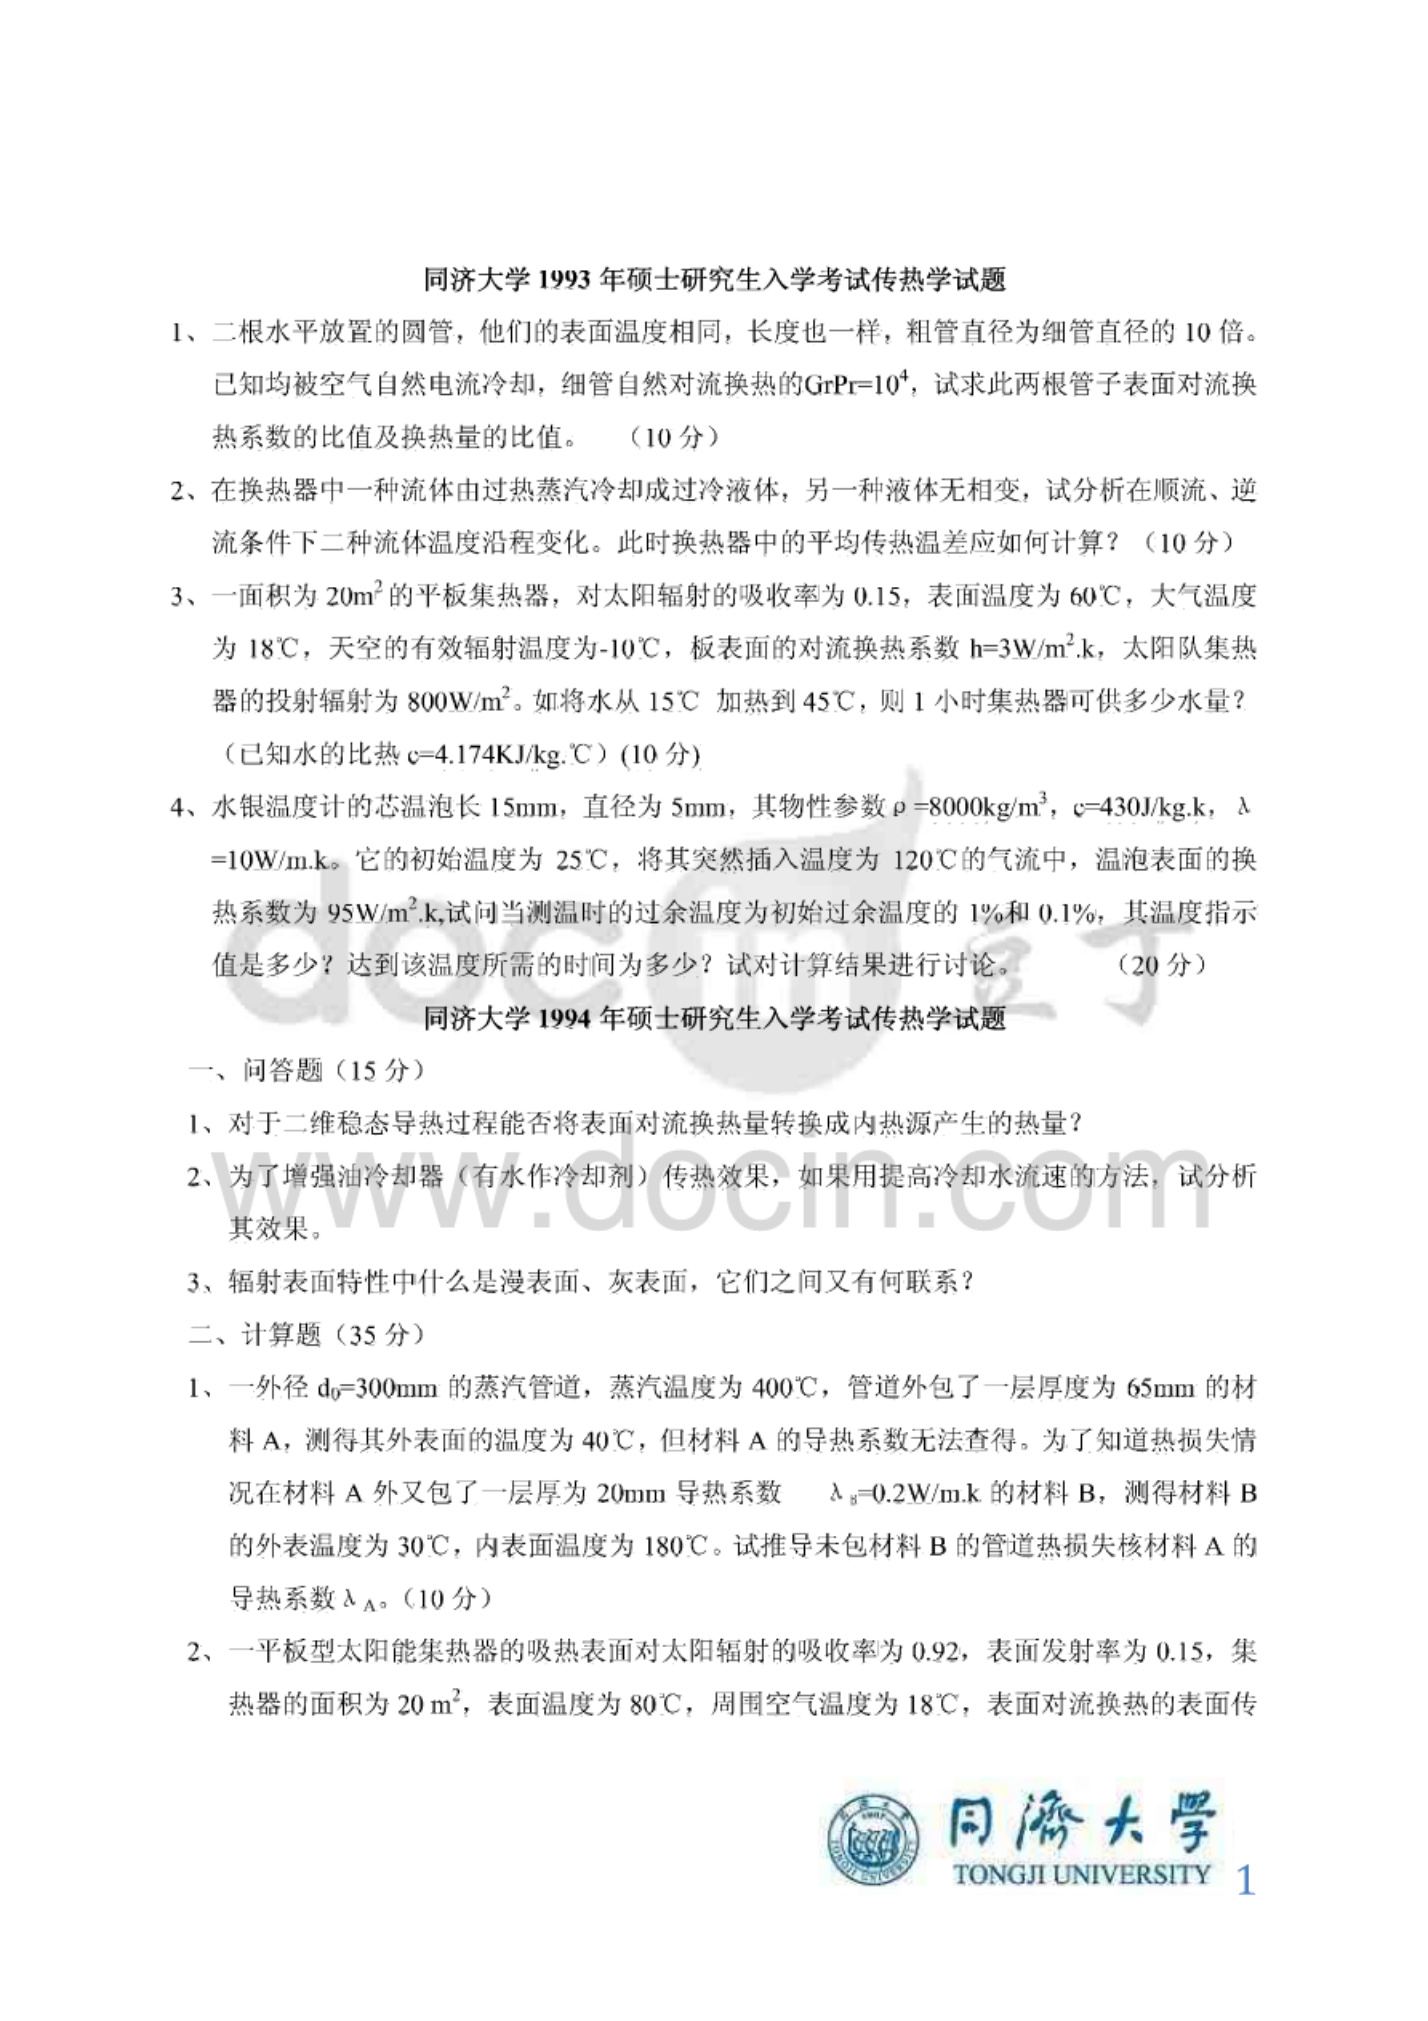 同济大学 1993 年硕士研究生入学考试传热学试题
1、二根水平放置的圆管，他们的表面温度相同，长度也一样，粗管直径为细管直径的 10 倍。
已知均被空气自然电流冷却，细管自然对流换热的GrPr=10⁴，试求此两根管子表面对流换
热系数的比值及换热量的比值。 （10 分）
2、在换热器中一种流体由过热蒸汽冷却成过冷液体，另一种液体无相变，试分析在顺流、逆
流条件下二种流体温度沿程变化。此时换热器中的平均传热温差应如何计算？（10 分）
3、一面积为 20m² 的平板集热器，对太阳辐射的吸收率为 0.15，表面温度为 60℃，大气温度
为 18℃，天空的有效辐射温度为-10℃，板表面的对流换热系数 h=3W/m².k，太阳队集热
器的投射辐射为 800W/m²。如将水从 15℃ 加热到 45℃，则 1 小时集热器可供多少水量？
（已知水的比热 c=4.174KJ/kg.℃）(10 分)
4、水银温度计的芯温泡长 15mm，直径为 5mm，其物性参数ρ=8000kg/m³，c=430J/kg.k，λ
=10W/m.k。它的初始温度为 25℃，将其突然插入温度为 120℃的气流中，温泡表面的换
热系数为 95W/m².k,试问当测温时的过余温度为初始过余温度的 1%和 0.1%，其温度指示
值是多少？达到该温度所需的时间为多少？试对计算结果进行讨论。 （20 分）
同济大学 1994 年硕士研究生入学考试传热学试题
一、问答题（15 分）
1、对于二维稳态导热过程能否将表面对流换热量转换成内热源产生的热量？
2、为了增强油冷却器（有水作冷却剂）传热效果，如果用提高冷却水流速的方法，试分析
其效果。
3、辐射表面特性中什么是漫表面、灰表面，它们之间又有何联系？
二、计算题（35 分）
1、一外径 d₀=300mm 的蒸汽管道，蒸汽温度为 400℃，管道外包了一层厚度为 65mm 的材
料 A，测得其外表面的温度为 40℃，但材料 A 的导热系数无法查得。为了知道热损失情
况在材料 A 外又包了一层厚为 20mm 导热系数 λB=0.2W/m.k 的材料 B，测得材料 B
的外表温度为 30℃，内表面温度为 180℃。试推导未包材料 B 的管道热损失核材料 A 的
导热系数λA。（10 分）
2、一平板型太阳能集热器的吸热表面对太阳辐射的吸收率为 0.92，表面发射率为 0.15，集
热器的面积为 20 m²，表面温度为 80℃，周围空气温度为 18℃，表面对流换热的表面传
docin 豆丁
www.docin.com
同濟大學
TONGJI UNIVERSITY
1